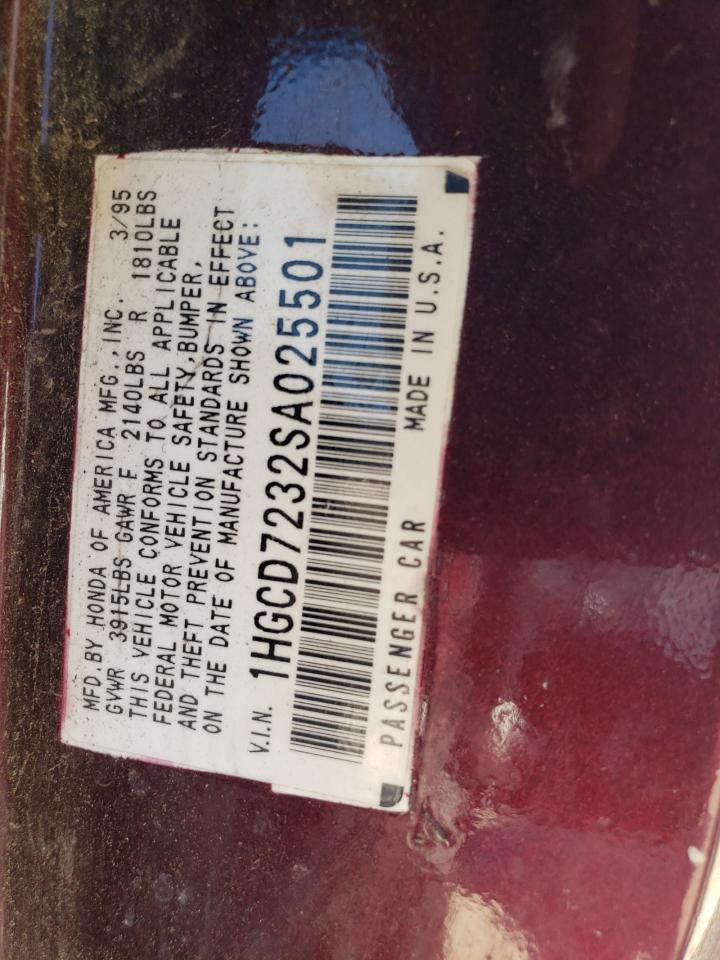 MFD. BY HONDA OF AMERICA MFG., INC. 3/95
GVWR 3915LBS GAWR F 2140LBS R 1810LBS
THIS VEHICLE CONFORMS TO ALL APPLICABLE
FEDERAL MOTOR VEHICLE SAFETY, BUMPER,
AND THEFT PREVENTION STANDARDS IN EFFECT
ON THE DATE OF MANUFACTURE SHOWN ABOVE:
V.I.N. 1HGCD7232SA025501
PASSENGER CAR MADE IN U.S.A.